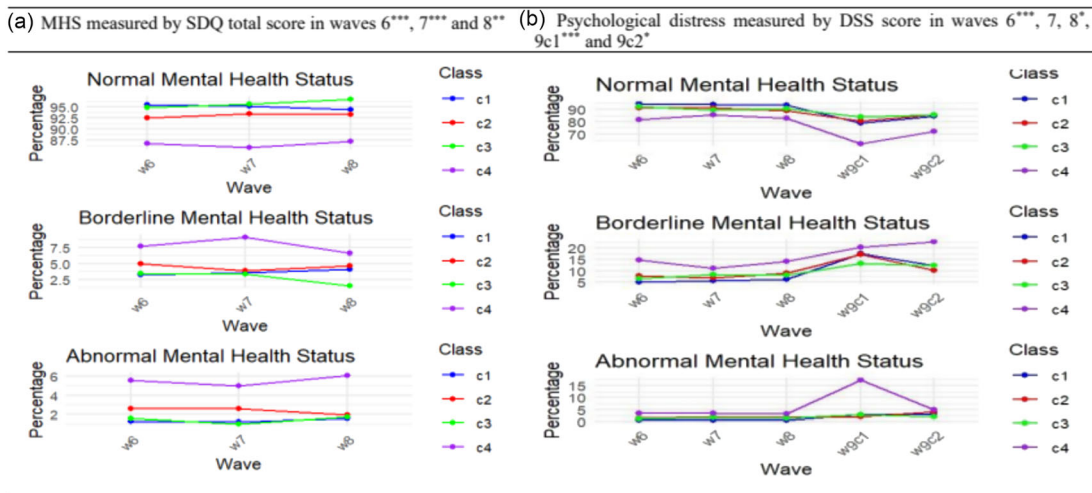 (a) MHS measured by SDQ total score in waves 6***, 7*** and 8**
Normal Mental Health Status
Percentage
95.0
92.5
90.0
87.5
w6
w7
w8
Wave
Class
c1
c2
c3
c4
Borderline Mental Health Status
Percentage
7.5
5.0
2.5
w6
w7
w8
Wave
Class
c1
c2
c3
c4
Abnormal Mental Health Status
Percentage
6
4
2
w6
w7
w8
Wave
Class
c1
c2
c3
c4
(b) Psychological distress measured by DSS score in waves 6***, 7, 8*,
9c1*** and 9c2*
Normal Mental Health Status
Percentage
90
80
70
w6
w7
w8
w9c1
w9c2
Wave
Class
c1
c2
c3
c4
Borderline Mental Health Status
Percentage
20
15
10
5
w6
w7
w8
w9c1
w9c2
Wave
Class
c1
c2
c3
c4
Abnormal Mental Health Status
Percentage
15
10
5
0
w6
w7
w8
w9c1
w9c2
Wave
Class
c1
c2
c3
c4